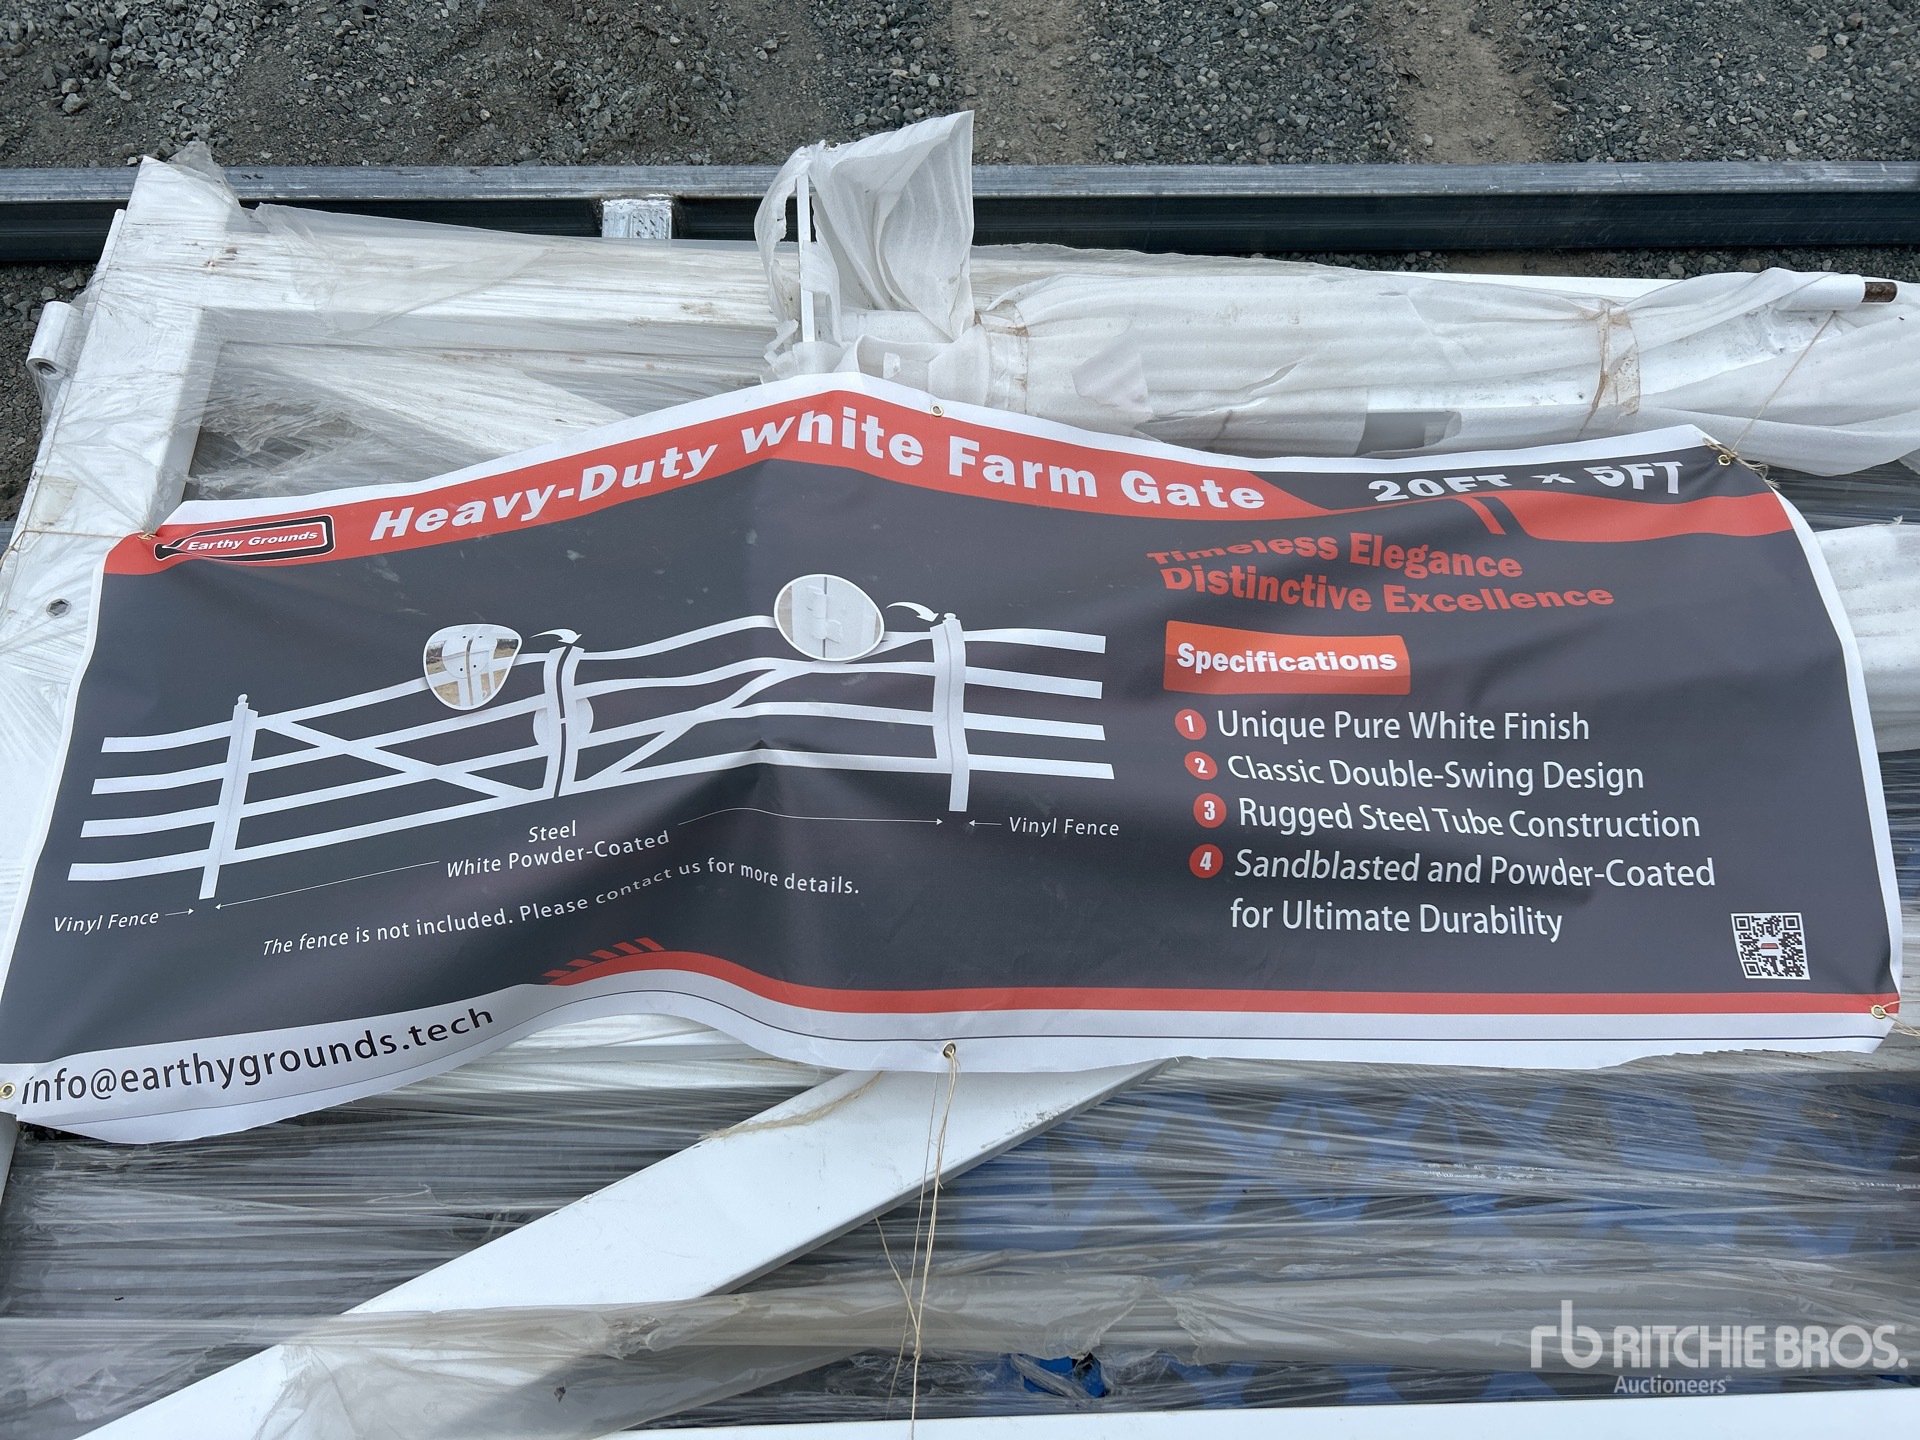 Earthy Grounds
Heavy-Duty White Farm Gate
20FT x 5FT
Timeless Elegance
Distinctive Excellence
Specifications
1 Unique Pure White Finish
2 Classic Double-Swing Design
3 Rugged Steel Tube Construction
4 Sandblasted and Powder-Coated
for Ultimate Durability
Steel
White Powder-Coated
Vinyl Fence
Vinyl Fence
The fence is not included. Please contact us for more details.
info@earthygrounds.tech
rb RITCHIE BROS.
Auctioneers